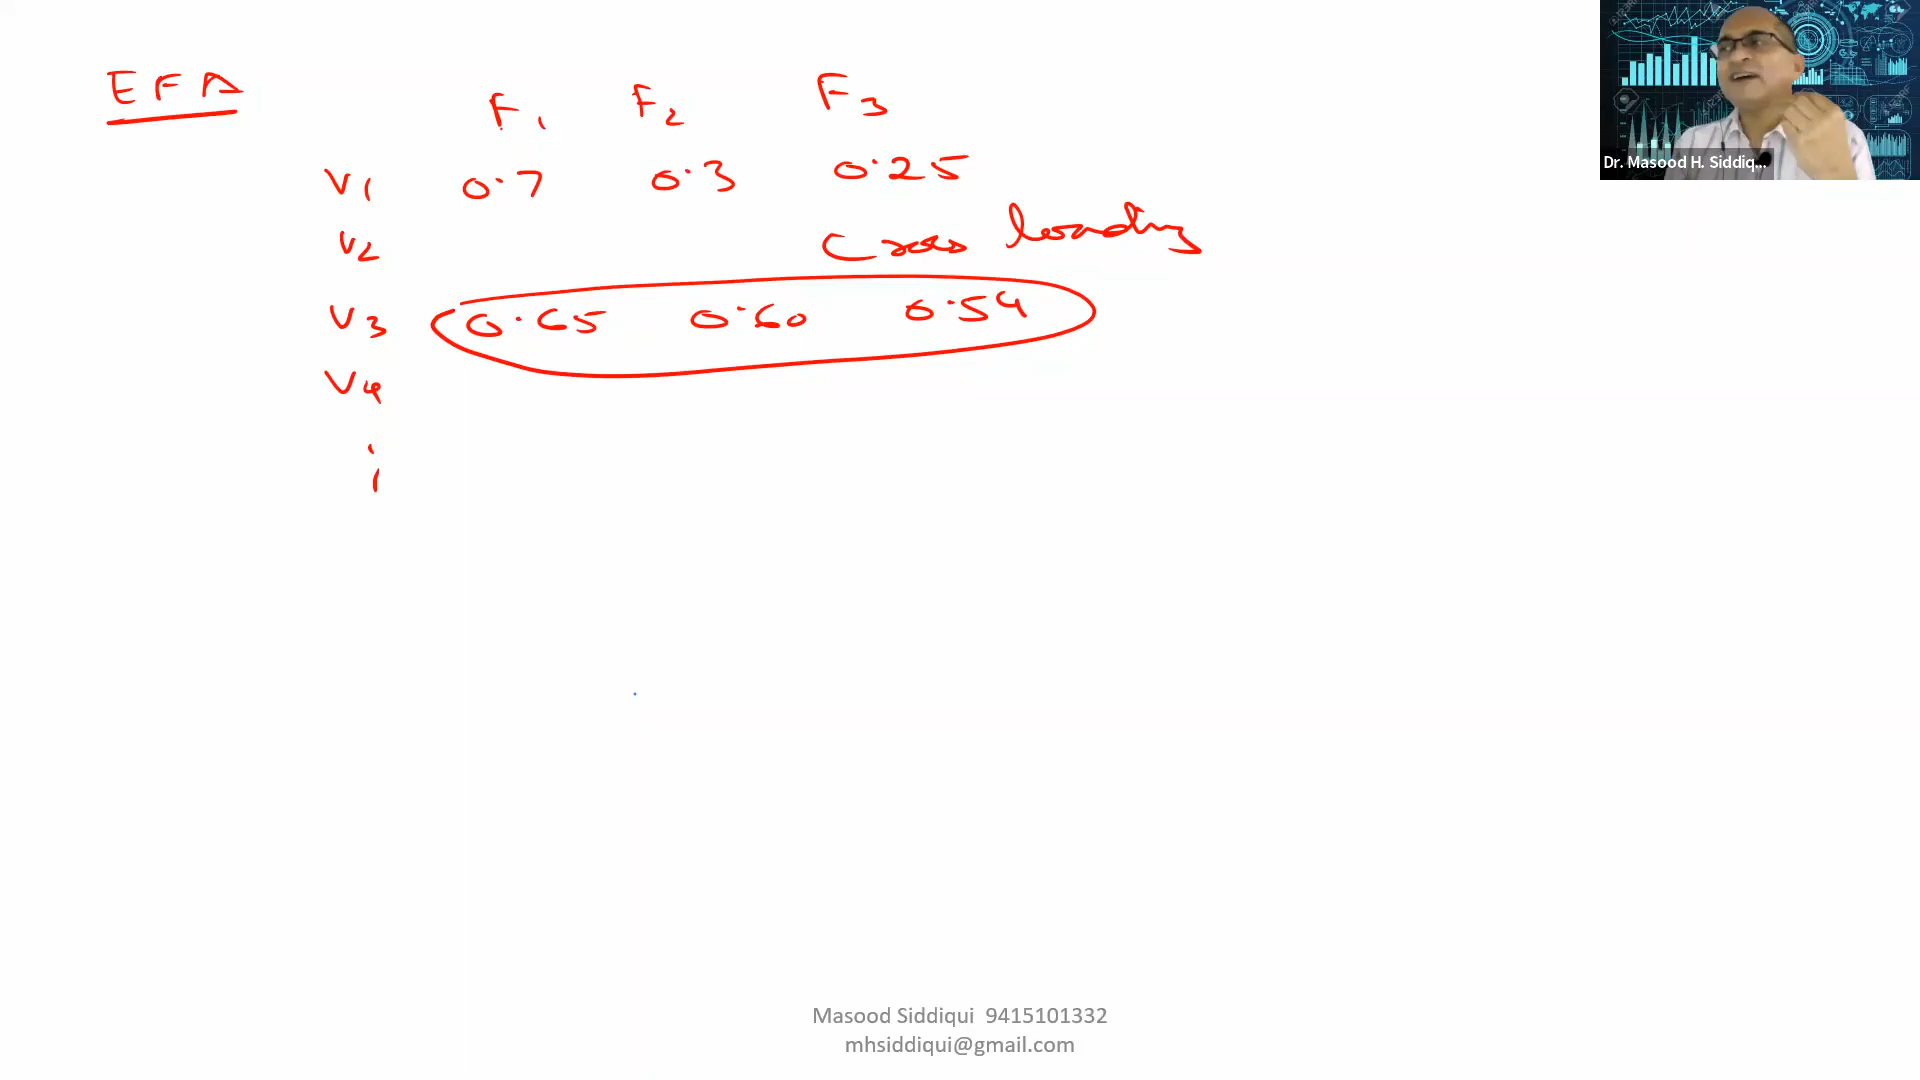 EFA
F1 F2 F3
V1 0.7 0.3 0.25
V2 Cross loading
V3 0.65 0.60 0.54
V4
Dr. Masood H. Siddiq...
Masood Siddiqui 9415101332
mhsiddiqui@gmail.com